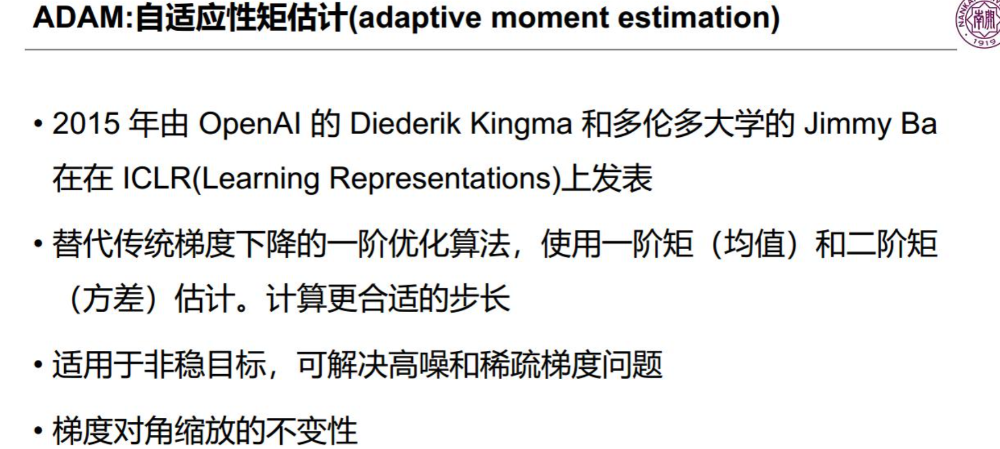 ADAM:自适应性矩估计(adaptive moment estimation)
• 2015 年由 OpenAI 的 Diederik Kingma 和多伦多大学的 Jimmy Ba
在在 ICLR(Learning Representations)上发表
• 替代传统梯度下降的一阶优化算法，使用一阶矩（均值）和二阶矩
（方差）估计。计算更合适的步长
• 适用于非稳目标，可解决高噪和稀疏梯度问题
• 梯度对角缩放的不变性
1919